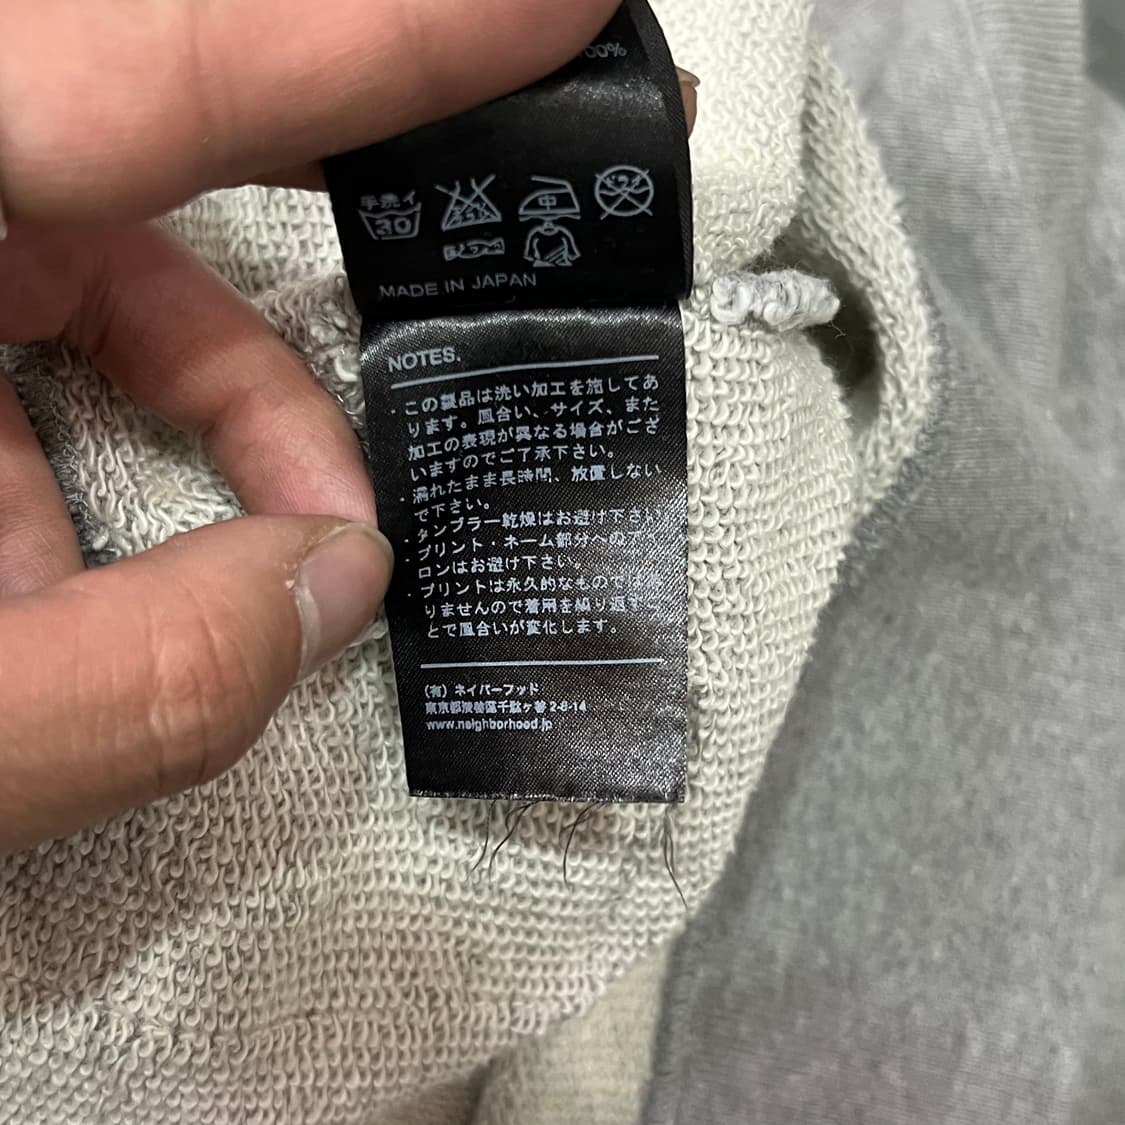 100%
手洗イ
30
中
ドライ
MADE IN JAPAN
NOTES.
・この製品は洗い加工を施してあ
ります。風合い、サイズ、また
加工の表現が異なる場合がござ
いますのでご了承下さい。
・濡れたまま長時間、放置しない
で下さい。
・タンブラー乾燥はお避け下さい
・プリント・ネーム部分へのアイ
ロンはお避け下さい。
・プリントは永久的なものではあ
りませんので着用を繰り返すこ
とで風合いが変化します。
(有) ネイバーフッド
東京都渋谷区千駄ヶ谷 2-8-14
www.neighborhood.jp